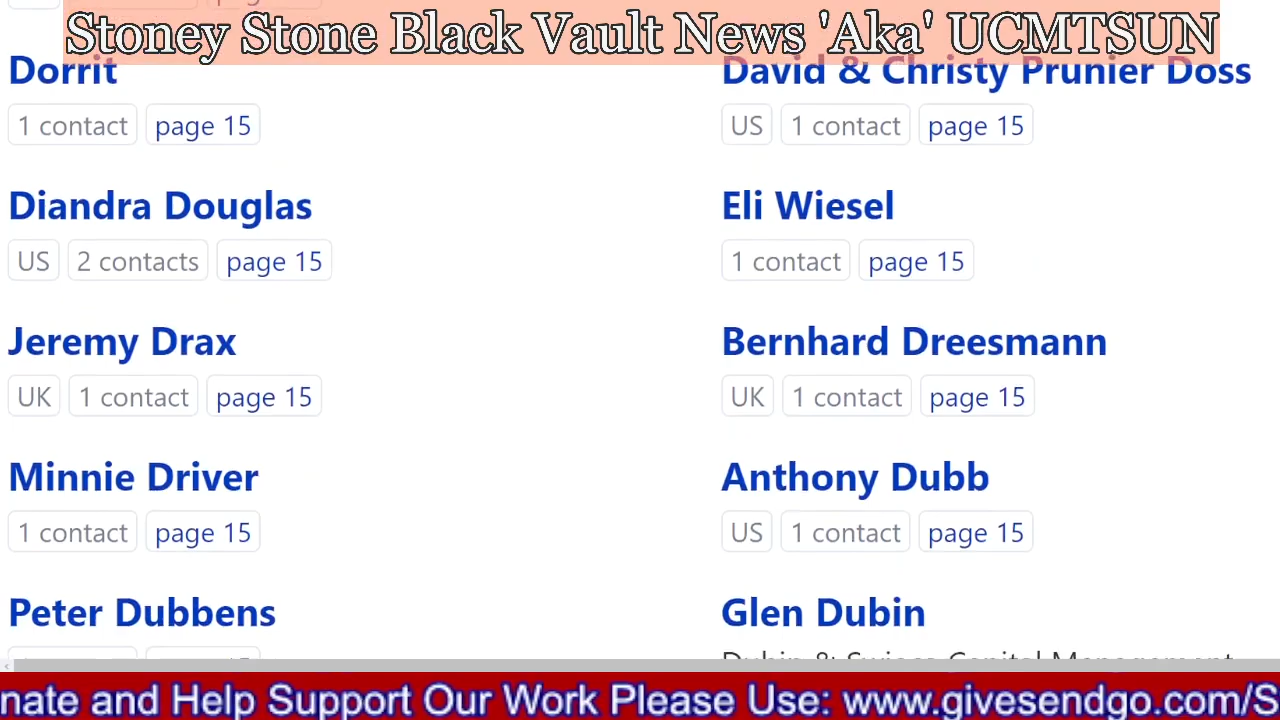 Stoney Stone Black Vault News 'Aka' UCMTSUN
Dorrit
1 contact page 15
David & Christy Prunier Doss
US 1 contact page 15
Diandra Douglas
US 2 contacts page 15
Eli Wiesel
1 contact page 15
Jeremy Drax
UK 1 contact page 15
Bernhard Dreesmann
UK 1 contact page 15
Minnie Driver
1 contact page 15
Anthony Dubb
US 1 contact page 15
Peter Dubbens
Glen Dubin
nate and Help Support Our Work Please Use: www.givesendgo.com/S